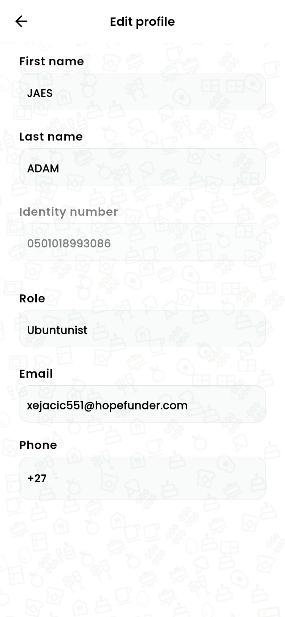 Edit profile
First name
JAES
Last name
ADAM
Identity number
0501018993086
Role
Ubuntunist
Email
xejacic551@hopefunder.com
Phone
+27